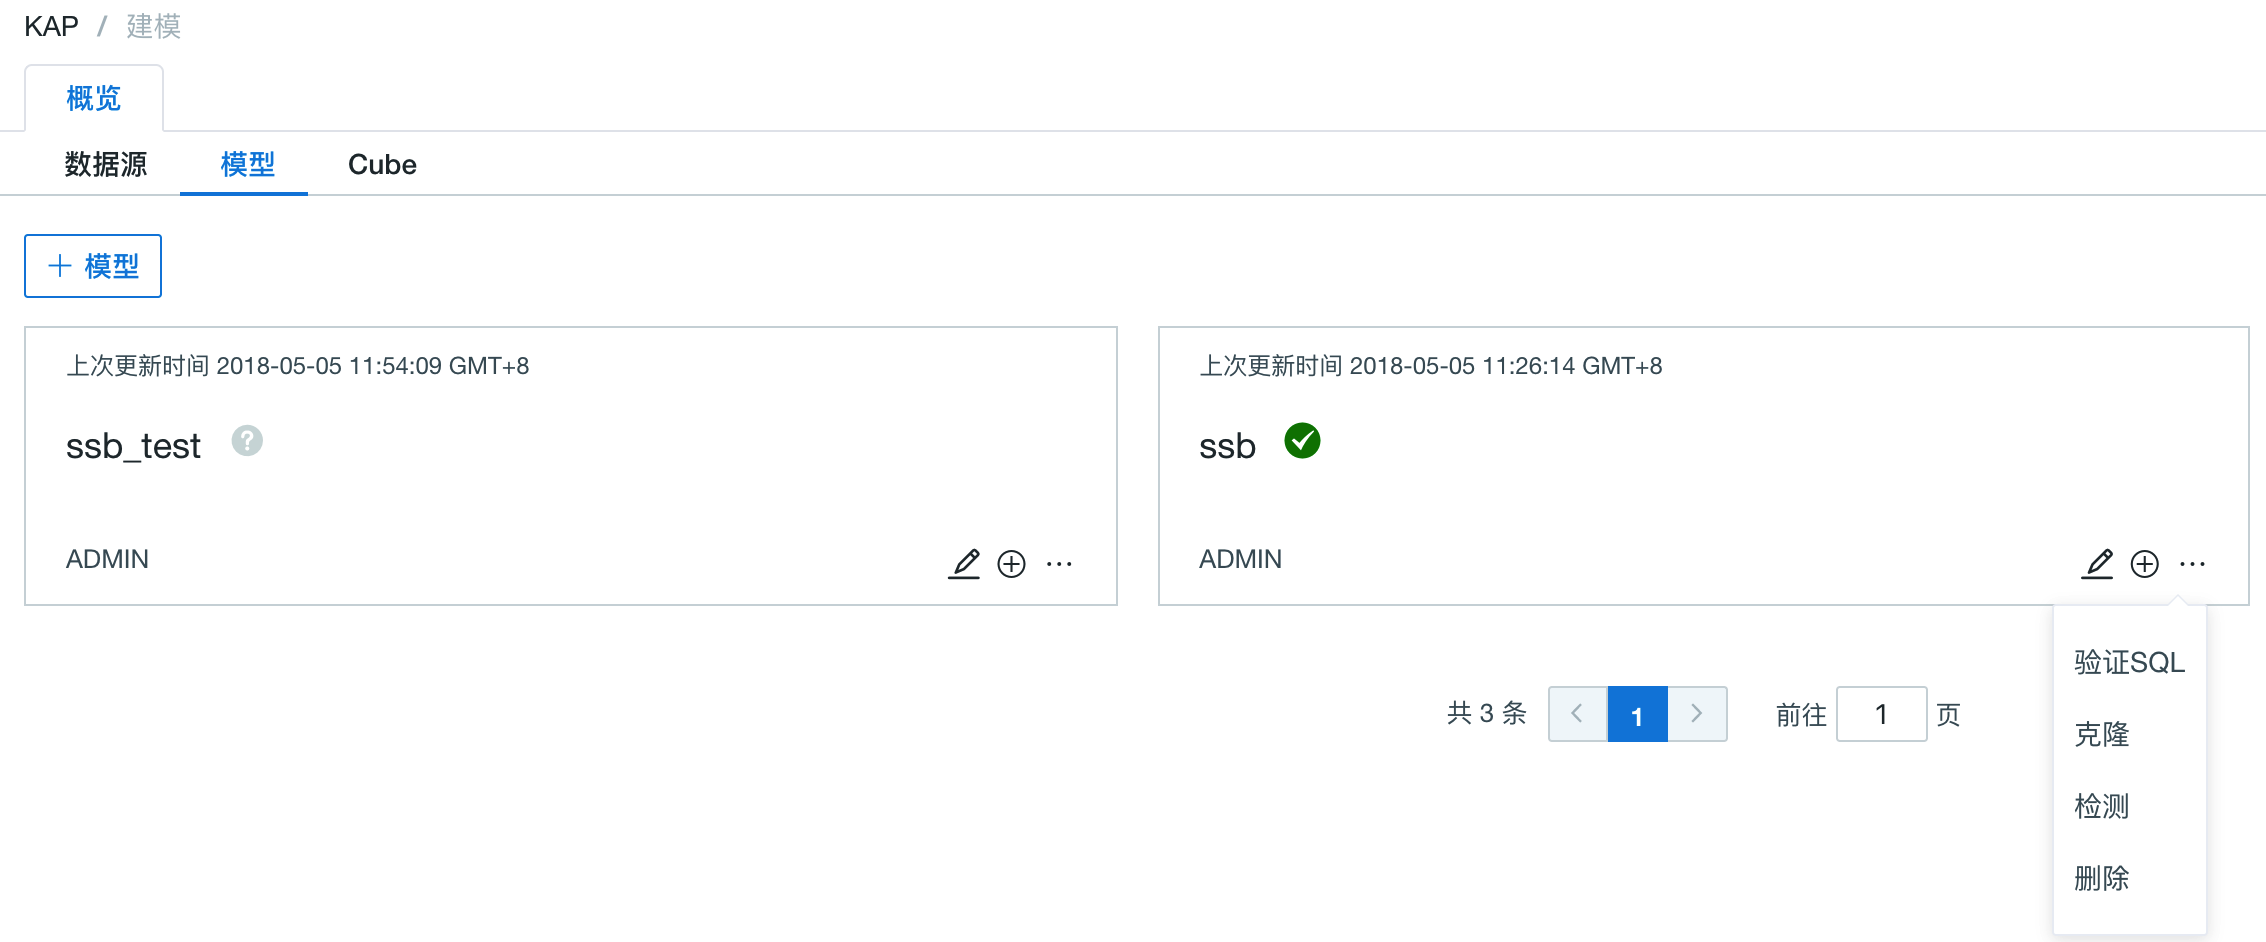 KAP / 建模
概览
数据源 模型 Cube
+ 模型
上次更新时间 2018-05-05 11:54:09 GMT+8
ssb_test ?
ADMIN
上次更新时间 2018-05-05 11:26:14 GMT+8
ssb
ADMIN
验证SQL
克隆
检测
删除
共 3 条 < 1 > 前往 1 页